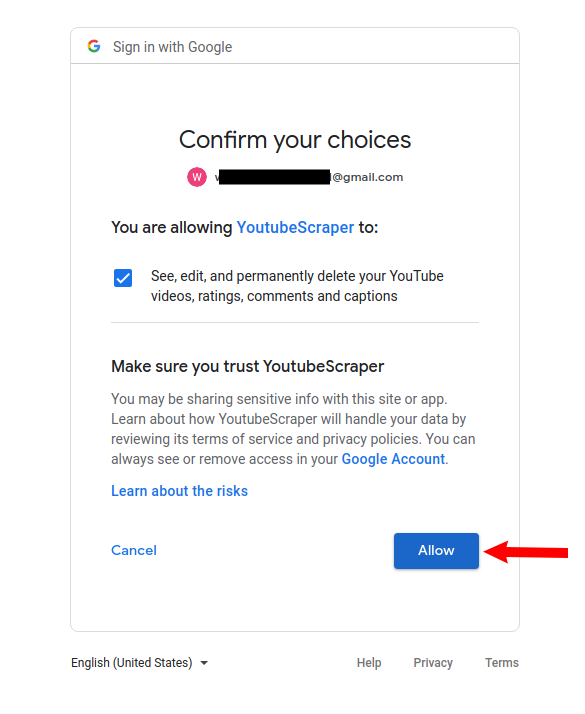 Sign in with Google
Confirm your choices
W
@gmail.com
You are allowing YoutubeScraper to:
See, edit, and permanently delete your YouTube
videos, ratings, comments and captions
Make sure you trust YoutubeScraper
You may be sharing sensitive info with this site or app.
Learn about how YoutubeScraper will handle your data by
reviewing its terms of service and privacy policies. You can
always see or remove access in your Google Account.
Learn about the risks
Cancel
Allow
English (United States)
Help
Privacy
Terms